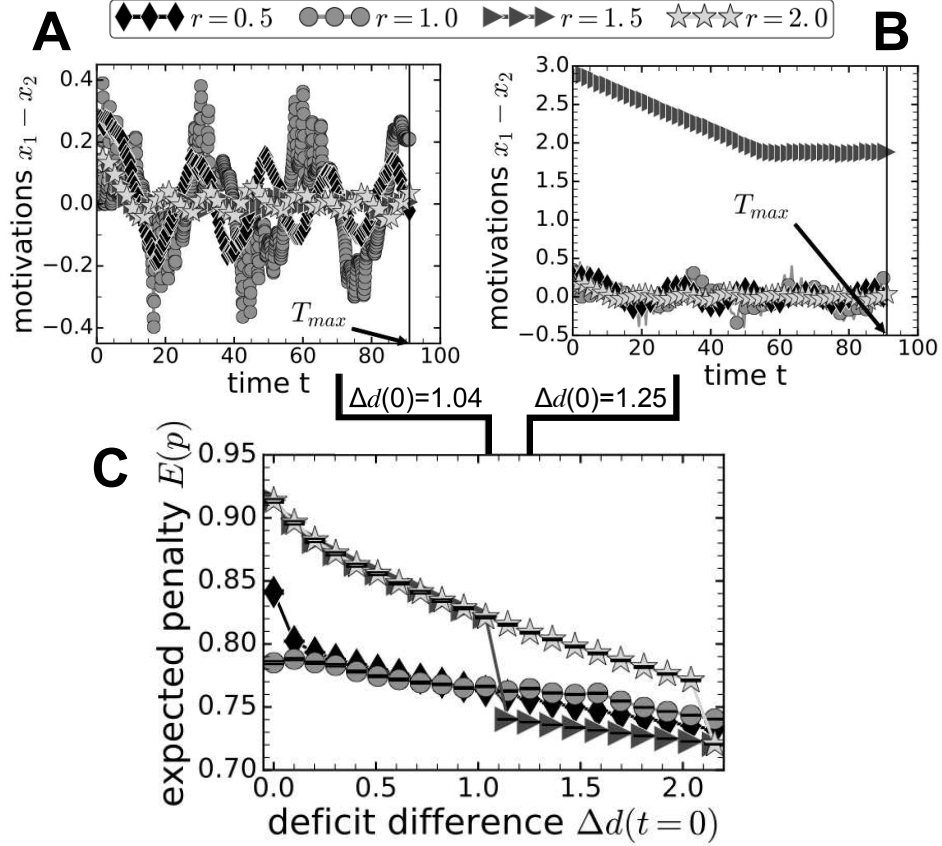 r = 0.5 r = 1.0 r = 1.5 r = 2.0
A
B
motivations x₁ − x₂
0.4
0.2
0.0
−0.2
−0.4
T_max
0 20 40 60 80 100
time t
motivations x₁ − x₂
3.0
2.5
2.0
1.5
1.0
0.5
0.0
−0.5
T_max
0 20 40 60 80 100
time t
Δd(0)=1.04
Δd(0)=1.25
C
expected penalty E(p)
0.95
0.90
0.85
0.80
0.75
0.70
0.0 0.5 1.0 1.5 2.0
deficit difference Δd(t = 0)